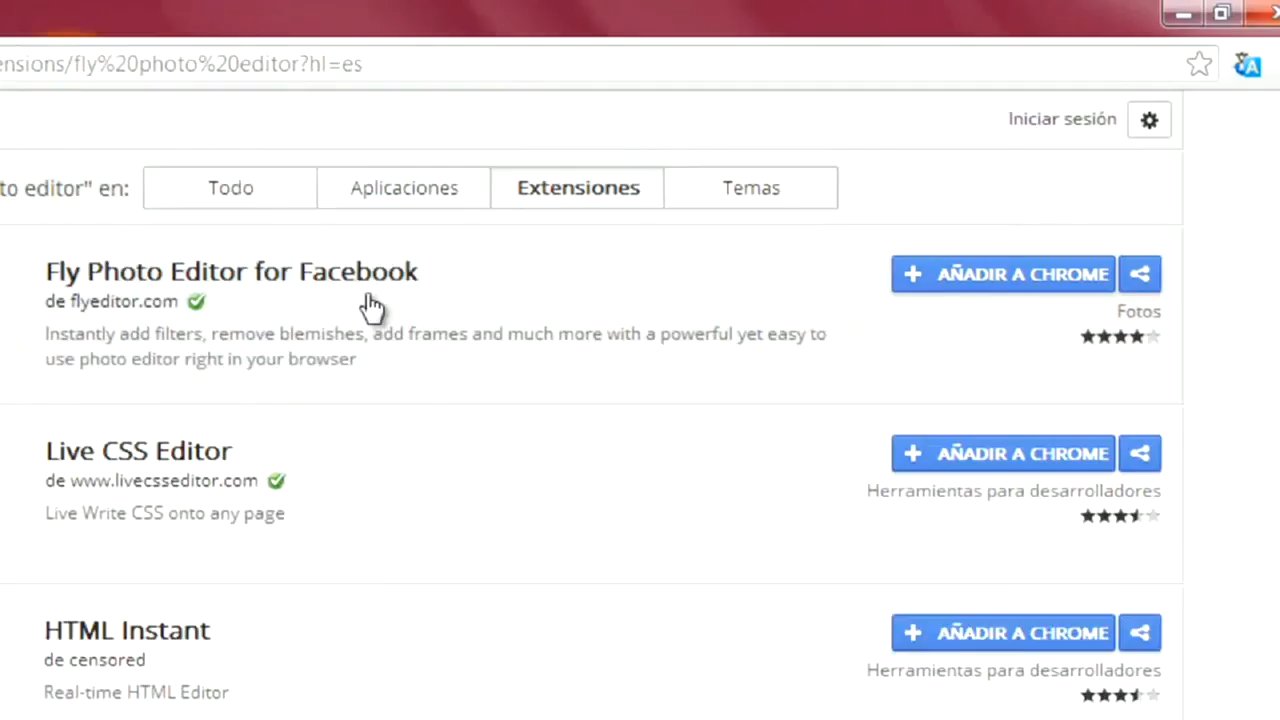 ensions/fly%20photo%20editor?hl=es
Iniciar sesión
to editor" en:
Todo
Aplicaciones
Extensiones
Temas
Fly Photo Editor for Facebook
AÑADIR A CHROME
de flyeditor.com
Fotos
Instantly add filters, remove blemishes, add frames and much more with a powerful yet easy to
use photo editor right in your browser
Live CSS Editor
AÑADIR A CHROME
de www.livecsseditor.com
Herramientas para desarrolladores
Live Write CSS onto any page
HTML Instant
AÑADIR A CHROME
de censored
Herramientas para desarrolladores
Real-time HTML Editor